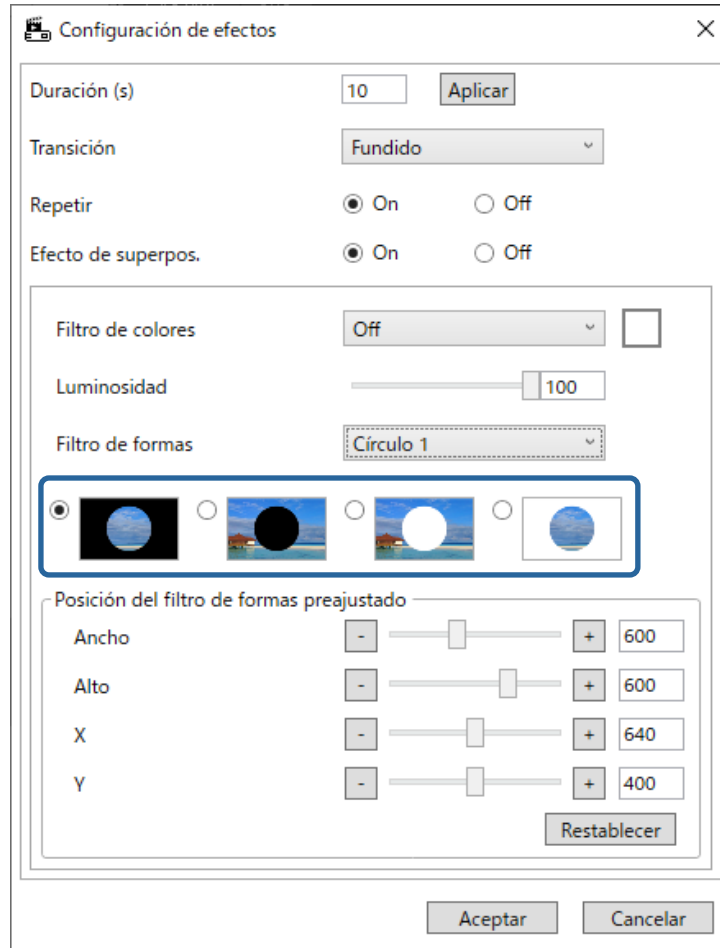 Configuración de efectos
Duración (s) 10 Aplicar
Transición Fundido
Repetir On Off
Efecto de superpos. On Off
Filtro de colores Off
Luminosidad 100
Filtro de formas Círculo 1
Posición del filtro de formas preajustado
Ancho - + 600
Alto - + 600
X - + 640
Y - + 400
Restablecer
Aceptar Cancelar